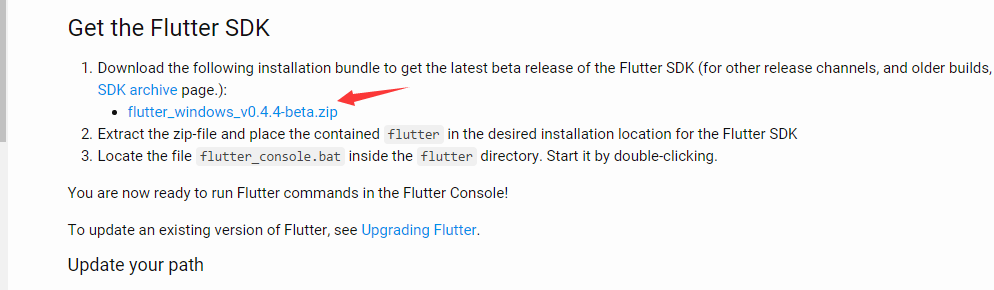 Get the Flutter SDK
1. Download the following installation bundle to get the latest beta release of the Flutter SDK (for other release channels, and older builds,
SDK archive page.):
• flutter_windows_v0.4.4-beta.zip
2. Extract the zip-file and place the contained flutter in the desired installation location for the Flutter SDK
3. Locate the file flutter_console.bat inside the flutter directory. Start it by double-clicking.
You are now ready to run Flutter commands in the Flutter Console!
To update an existing version of Flutter, see Upgrading Flutter.
Update your path